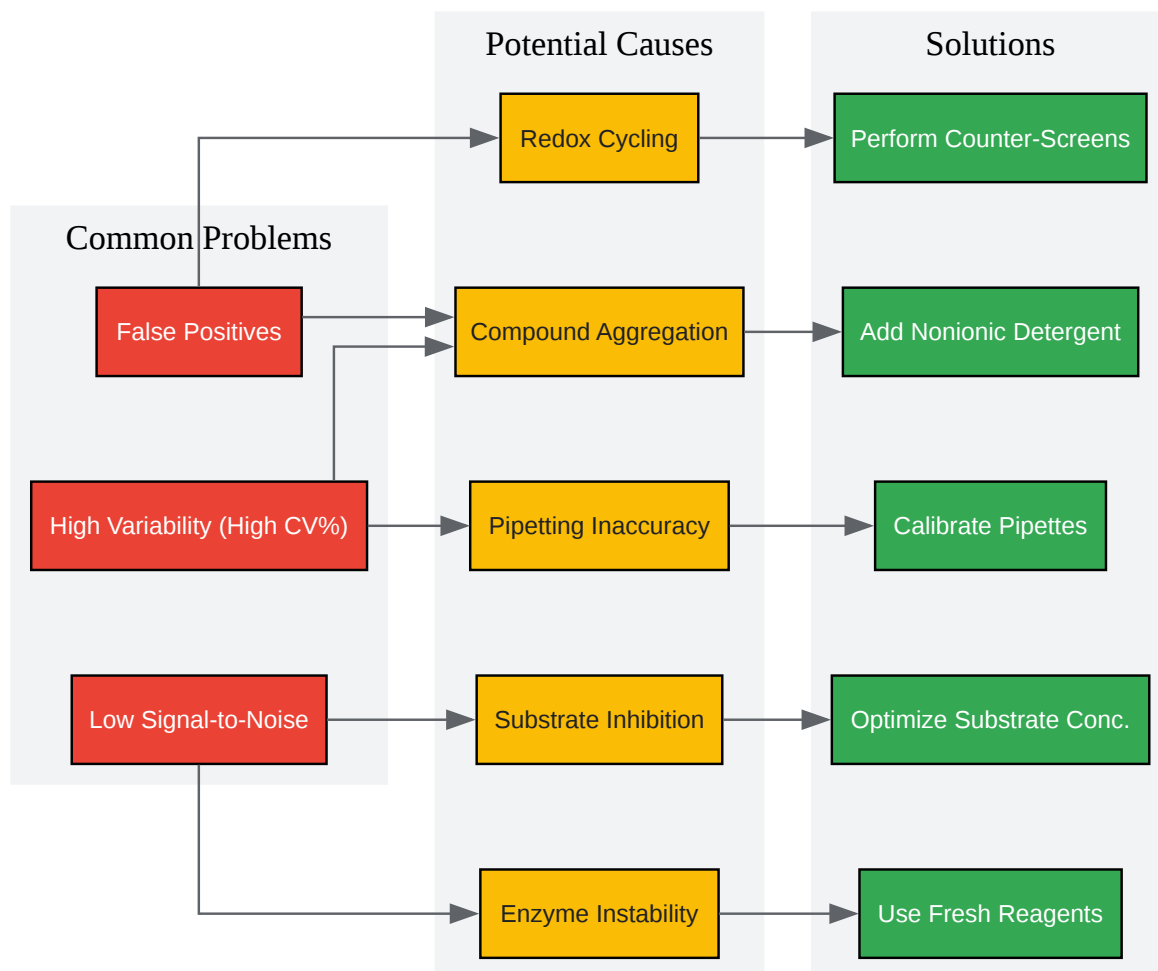 Potential Causes
Solutions
Redox Cycling
Perform Counter-Screens
Common Problems
False Positives
Compound Aggregation
Add Nonionic Detergent
High Variability (High CV%)
Pipetting Inaccuracy
Calibrate Pipettes
Low Signal-to-Noise
Substrate Inhibition
Optimize Substrate Conc.
Enzyme Instability
Use Fresh Reagents